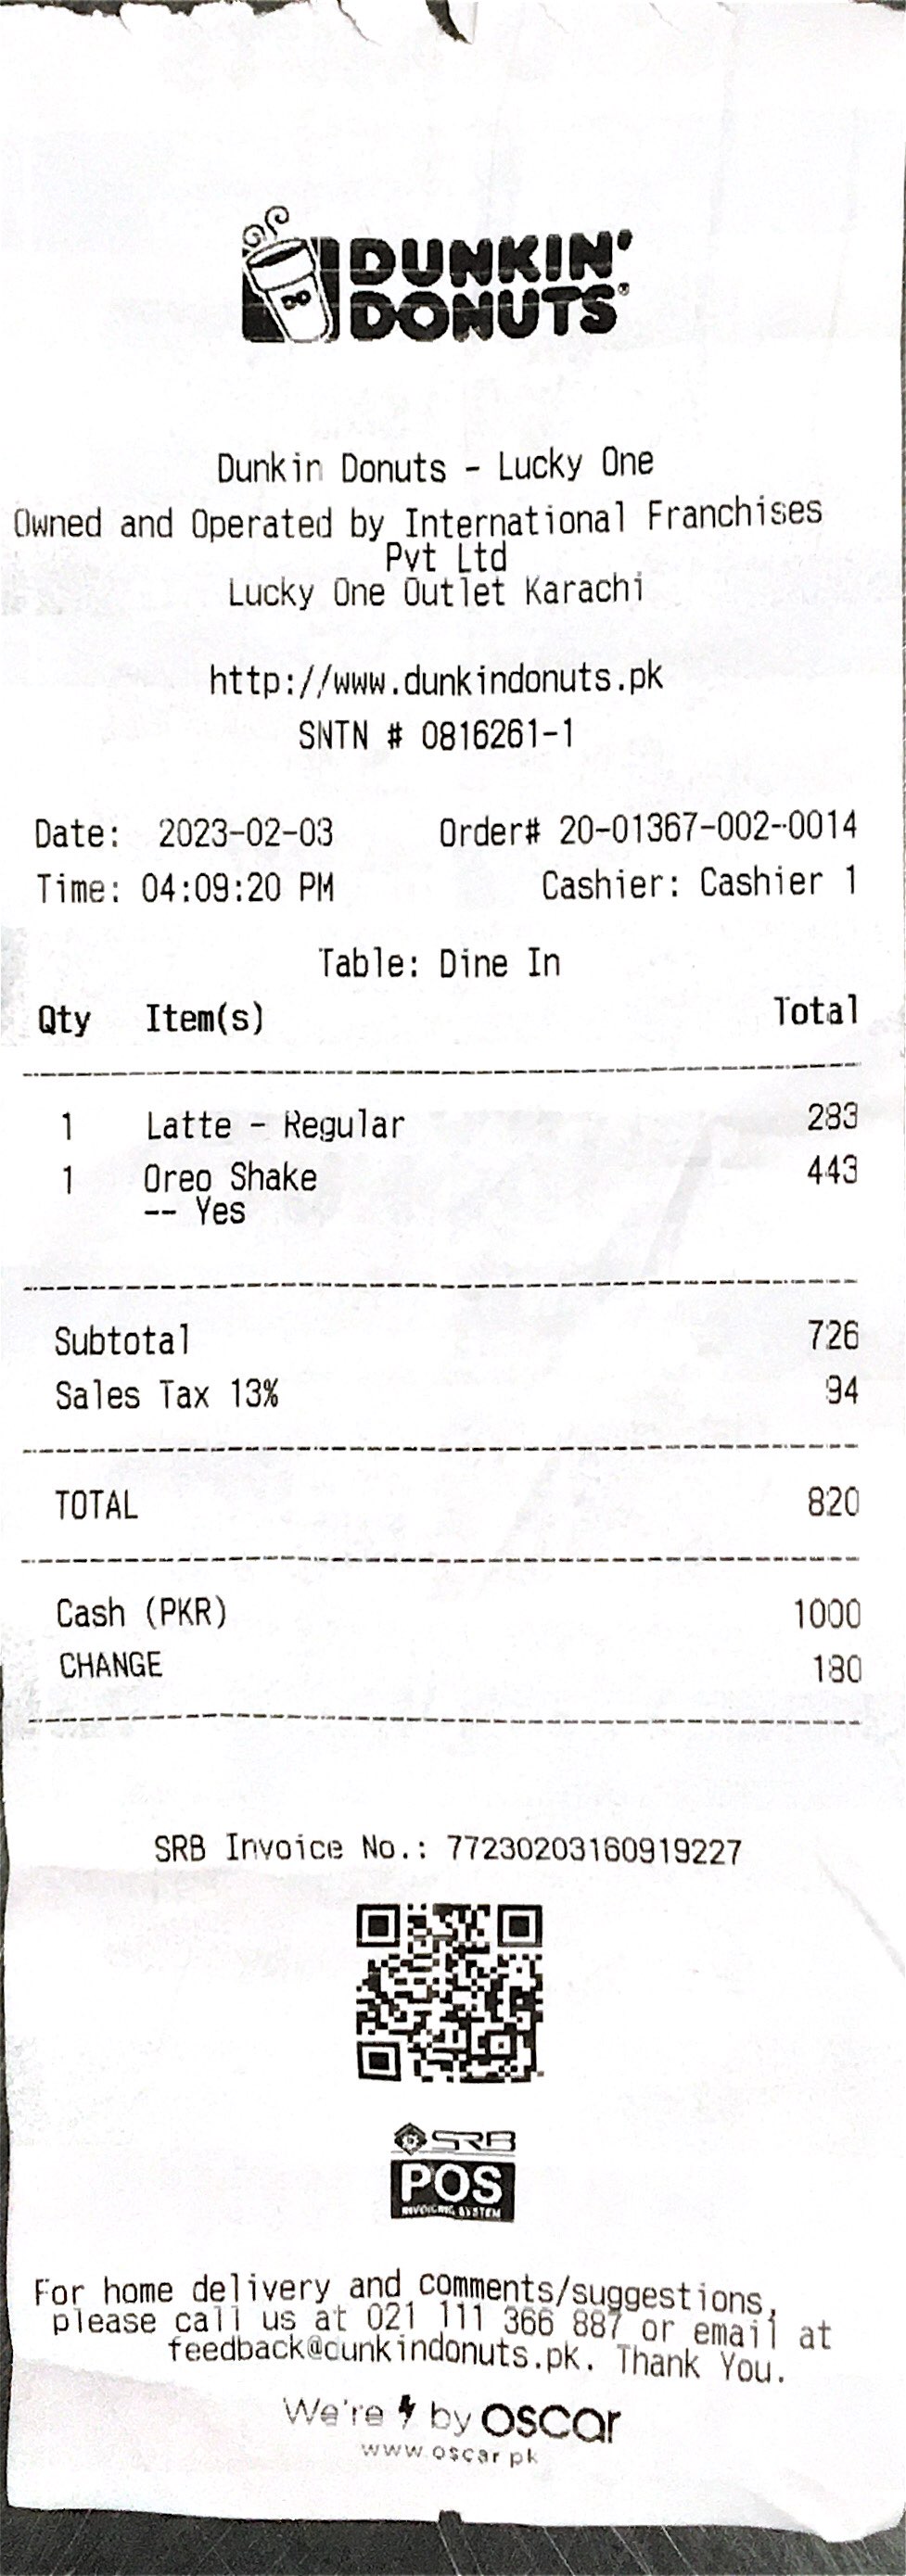 DUNKIN'
DONUTS®
Dunkin Donuts - Lucky One
Owned and Operated by International Franchises
Pvt Ltd
Lucky One Outlet Karachi
http://www.dunkindonuts.pk
SNTN # 0816261-1
Date: 2023-02-03 Order# 20-01367-002-0014
Time: 04:09:20 PM Cashier: Cashier 1
Table: Dine In
Qty Item(s) Total
1 Latte - Regular 283
1 Oreo Shake 443
-- Yes
Subtotal 726
Sales Tax 13% 94
TOTAL 820
Cash (PKR) 1000
CHANGE 180
SRB Invoice No.: 77230203160919227
SRB
POS
INVOICING SYSTEM
For home delivery and comments/suggestions,
please call us at 021 111 366 887 or email at
feedback@dunkindonuts.pk. Thank You.
We're by OSCAR
www.oscar.pk